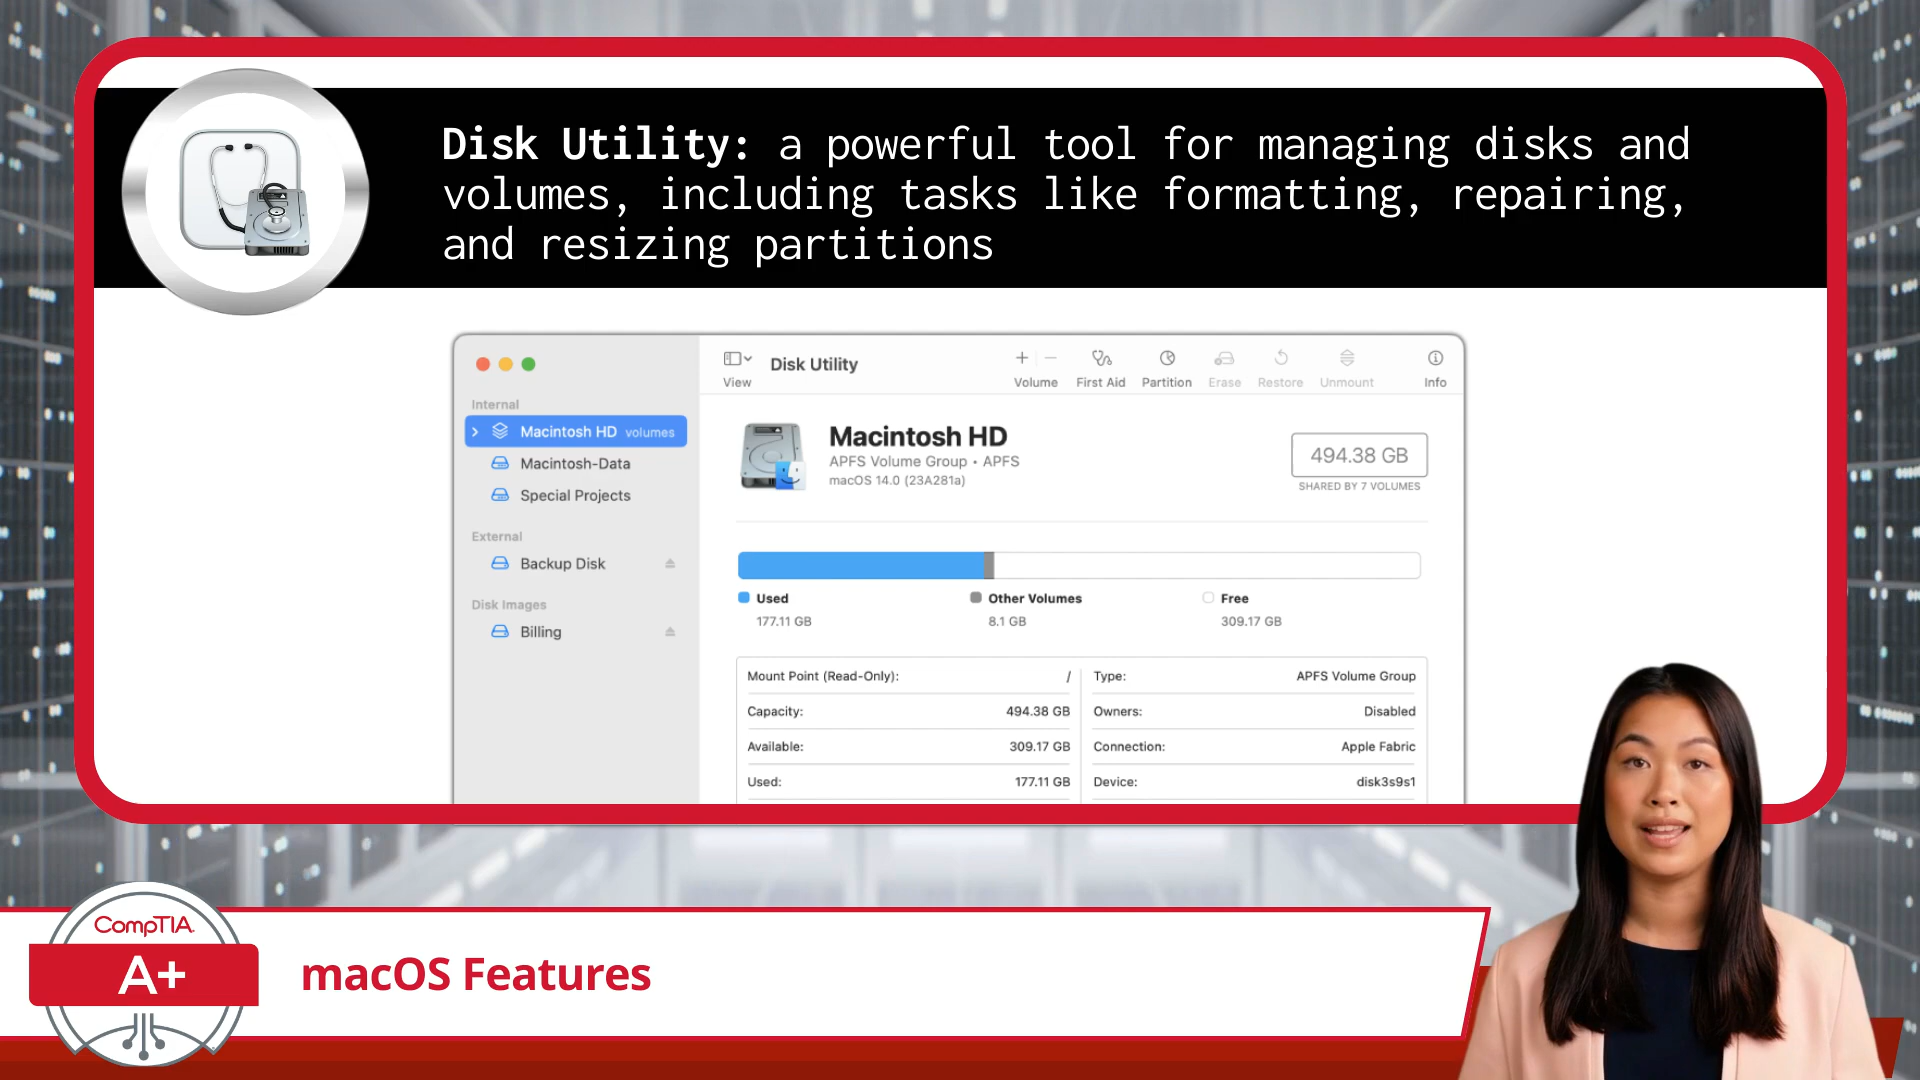 Disk Utility: a powerful tool for managing disks and
volumes, including tasks like formatting, repairing,
and resizing partitions
View
Disk Utility
Volume
First Aid
Partition
Erase
Restore
Unmount
Info
Internal
Macintosh HD volumes
Macintosh-Data
Special Projects
External
Backup Disk
Disk Images
Billing
Macintosh HD
APFS Volume Group • APFS
macOS 14.0 (23A281a)
494.38 GB
SHARED BY 7 VOLUMES
Used
177.11 GB
Other Volumes
8.1 GB
Free
309.17 GB
Mount Point (Read-Only): /
Capacity: 494.38 GB
Available: 309.17 GB
Used: 177.11 GB
Type: APFS Volume Group
Owners: Disabled
Connection: Apple Fabric
Device: disk3s9s1
CompTIA.
A+
macOS Features